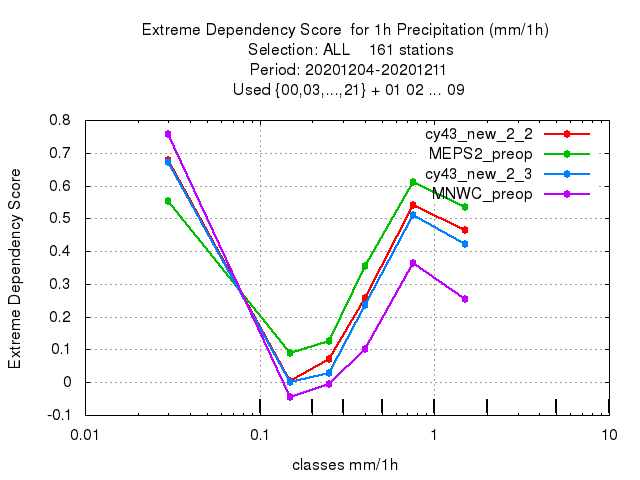 Extreme Dependency Score  for 1h Precipitation (mm/1h)
Selection: ALL    161 stations
Period: 20201204-20201211
Used {00,03,...,21} + 01 02 ... 09
0.8
0.7
0.6
0.5
0.4
0.3
0.2
0.1
0
-0.1
Extreme Dependency Score
cy43_new_2_2
MEPS2_preop
cy43_new_2_3
MNWC_preop
0.01 0.1 1 10
classes mm/1h